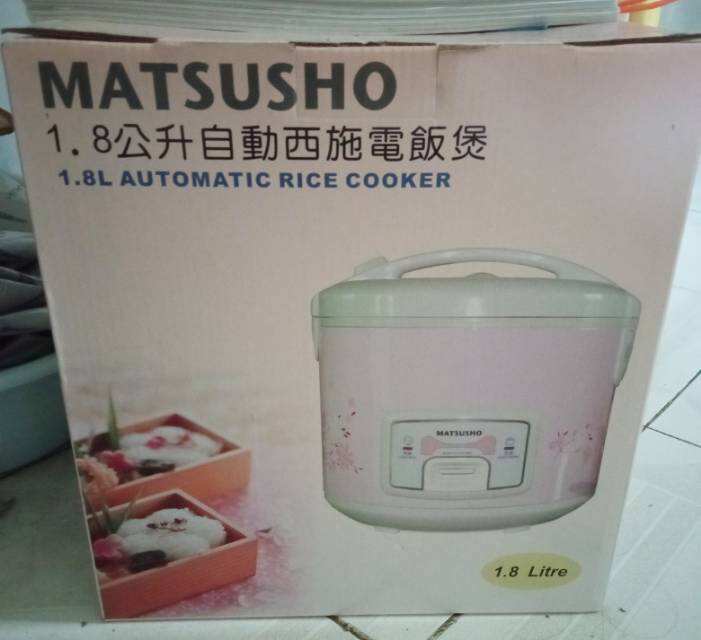 MATSUSHO
1.8公升自動西施電飯煲
1.8L AUTOMATIC RICE COOKER
MATSUSHO
1.8 Litre